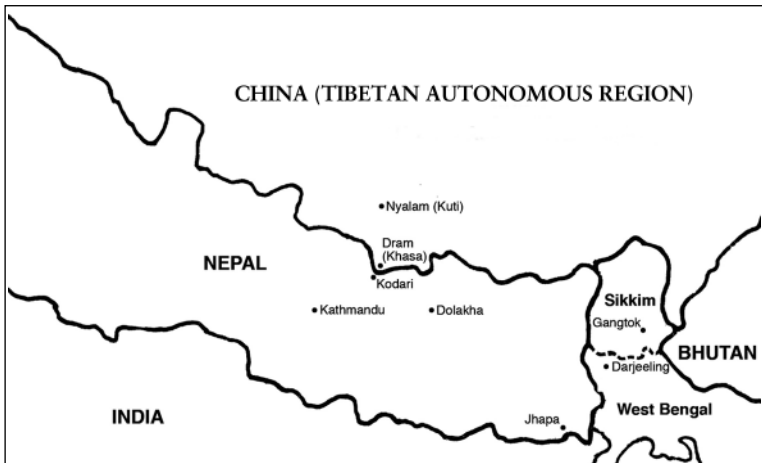 CHINA (TIBETAN AUTONOMOUS REGION)
Nyalam (Kuti)
Dram
(Khasa)
NEPAL
Kodari
Sikkim
Kathmandu
Dolakha
Gangtok
BHUTAN
Darjeeling
INDIA
West Bengal
Jhapa